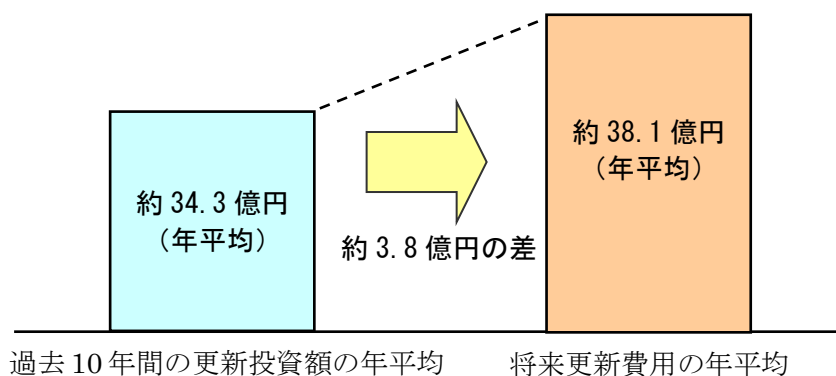 約 34.3 億円
(年平均)
約 3.8 億円の差
約 38.1 億円
(年平均)
過去 10 年間の更新投資額の年平均
将来更新費用の年平均